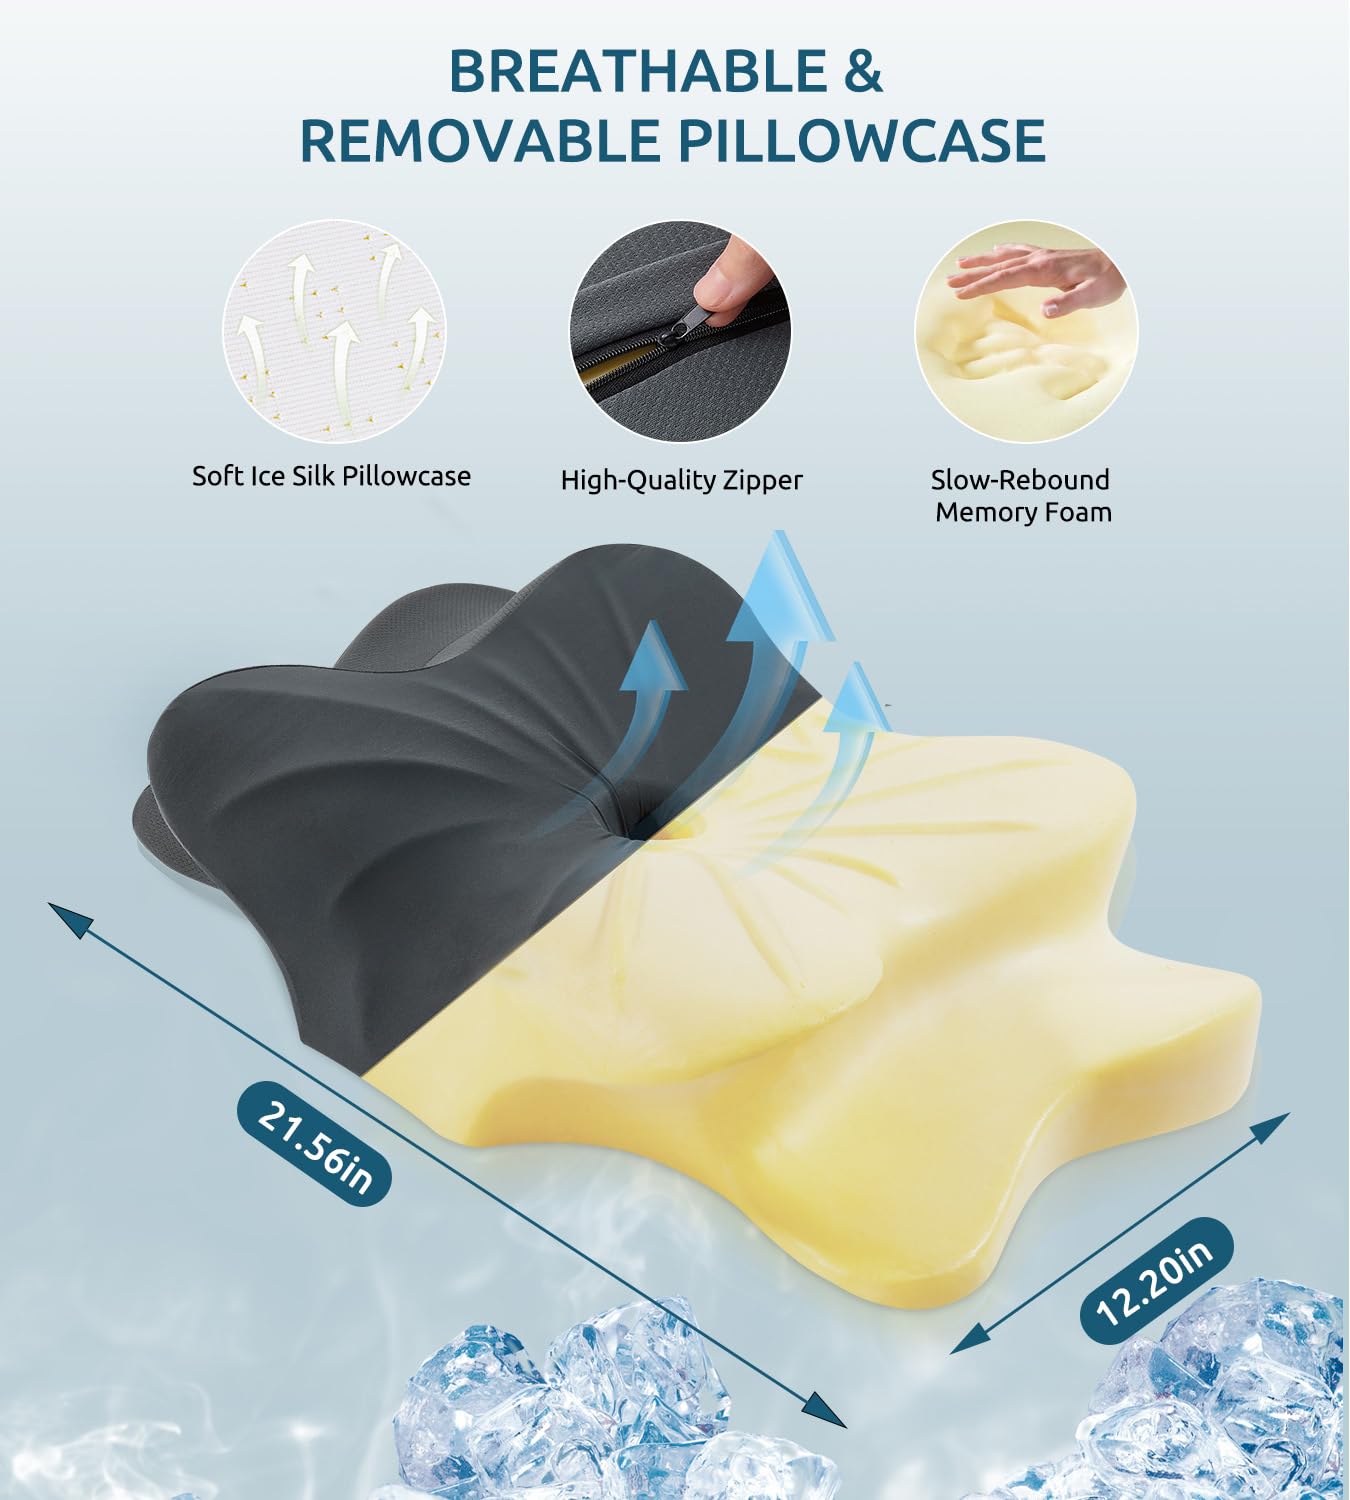 BREATHABLE &
REMOVABLE PILLOWCASE
Soft Ice Silk Pillowcase
High-Quality Zipper
Slow-Rebound
Memory Foam
21.56in
12.20in